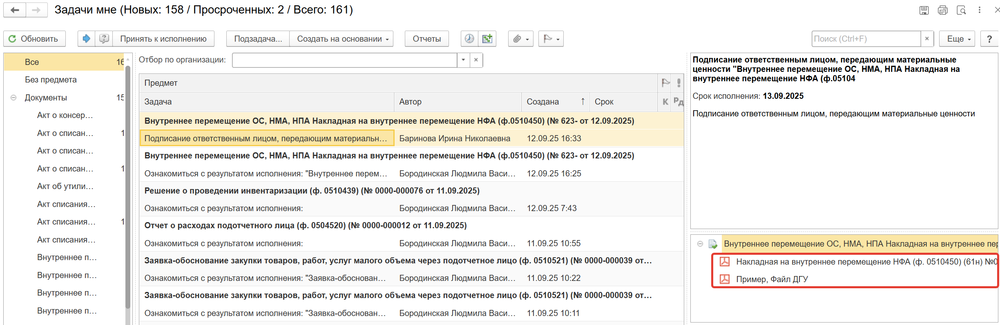 Задачи мне (Новых: 158 / Просроченных: 2 / Всего: 161)
Обновить
Принять к исполнению
Подзадача...
Создать на основании
Отчеты
Поиск (Ctrl+F)
×
Еще
?
Все 16
Без предмета
Документы 15
Акт о консер...
Акт о списан... 1
Акт о списан...
Акт о списан... 1
Акт об утили...
Акт списания...
Акт списания... 1
Акт списания...
Внутреннее п...
Внутреннее п...
Внутреннее п...
Внутреннее п...
Отбор по организации:
×
Предмет
Задача Автор Создана ↑ Срок К Рд
Внутреннее перемещение ОС, НМА, НПА Накладная на внутреннее перемещение НФА (ф.0510450) (№ 623- от 12.09.2025)
Подписание ответственным лицом, передающим материальн... Баринова Ирина Николаевна 12.09.25 16:33
Внутреннее перемещение ОС, НМА, НПА Накладная на внутреннее перемещение НФА (ф.0510450) (№ 623- от 12.09.2025)
Ознакомиться с результатом исполнения: "Внутреннее перем... Бородинская Людмила Васи... 12.09.25 16:25
Решение о проведении инвентаризации (ф. 0510439) (№ 0000-000076 от 11.09.2025)
Ознакомиться с результатом исполнения: Бородинская Людмила Васи... 12.09.25 7:43
Отчет о расходах подотчетного лица (ф. 0504520) (№ 0000-000012 от 11.09.2025)
Ознакомиться с результатом исполнения: Бородинская Людмила Васи... 11.09.25 10:55
Заявка-обоснование закупки товаров, работ, услуг малого объема через подотчетное лицо (ф. 0510521) (№ 0000-000039 от...
Ознакомиться с результатом исполнения: "Заявка-обоснован... Бородинская Людмила Васи... 11.09.25 10:22
Заявка-обоснование закупки товаров, работ, услуг малого объема через подотчетное лицо (ф. 0510521) (№ 0000-000039 от...
Ознакомиться с результатом исполнения: "Заявка-обоснован... Бородинская Людмила Васи... 11.09.25 10:11
Подписание ответственным лицом, передающим материальные
ценности "Внутреннее перемещение ОС, НМА, НПА Накладная на
внутреннее перемещение НФА (ф.05104
Срок исполнения: 13.09.2025
Подписание ответственным лицом, передающим материальные ценности
Внутреннее перемещение ОС, НМА, НПА Накладная на внутреннее пер
Накладная на внутреннее перемещение НФА (ф. 0510450) (61н) №0
Пример, Файл ДГУ